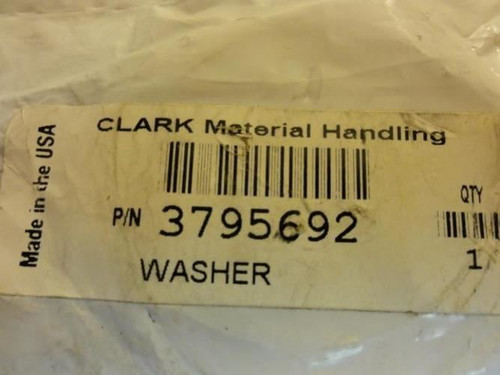 CLARK Material Handling
Made in the USA
P/N 3795692
QTY
1
WASHER